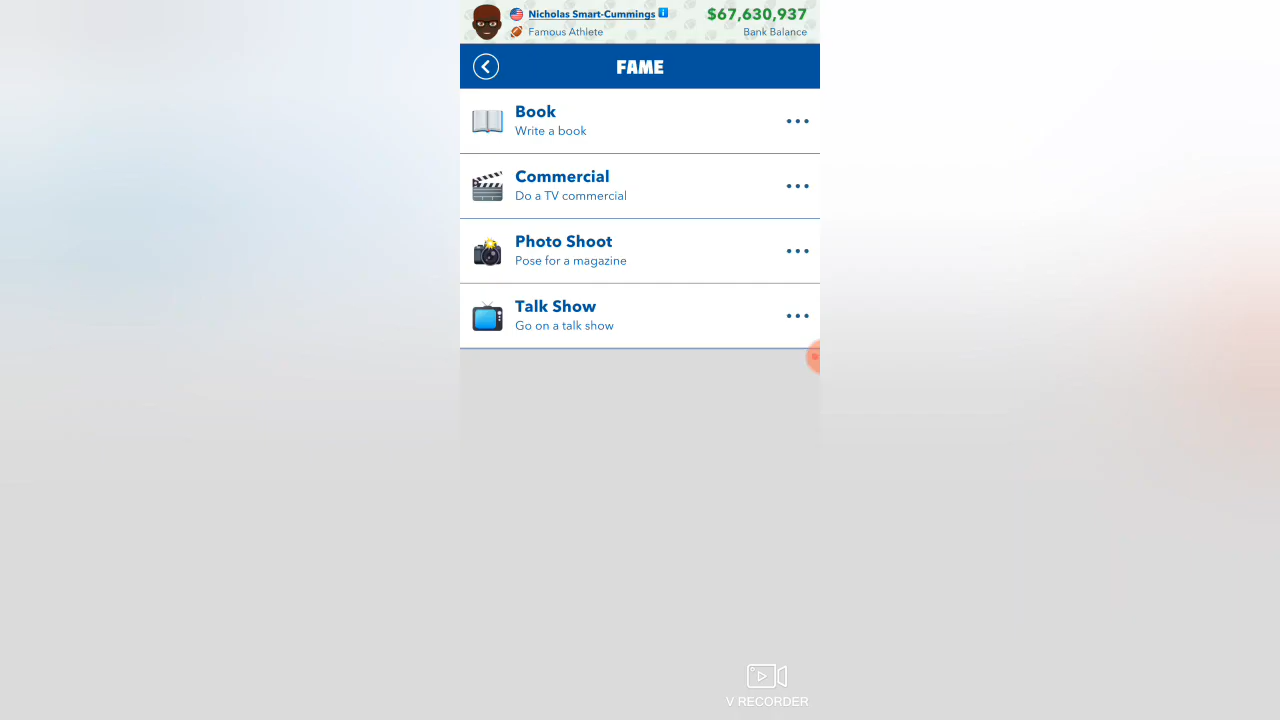 Nicholas Smart-Cummings
$67,630,937
Famous Athlete
Bank Balance
FAME
Book
Write a book
Commercial
Do a TV commercial
Photo Shoot
Pose for a magazine
Talk Show
Go on a talk show
V RECORDER